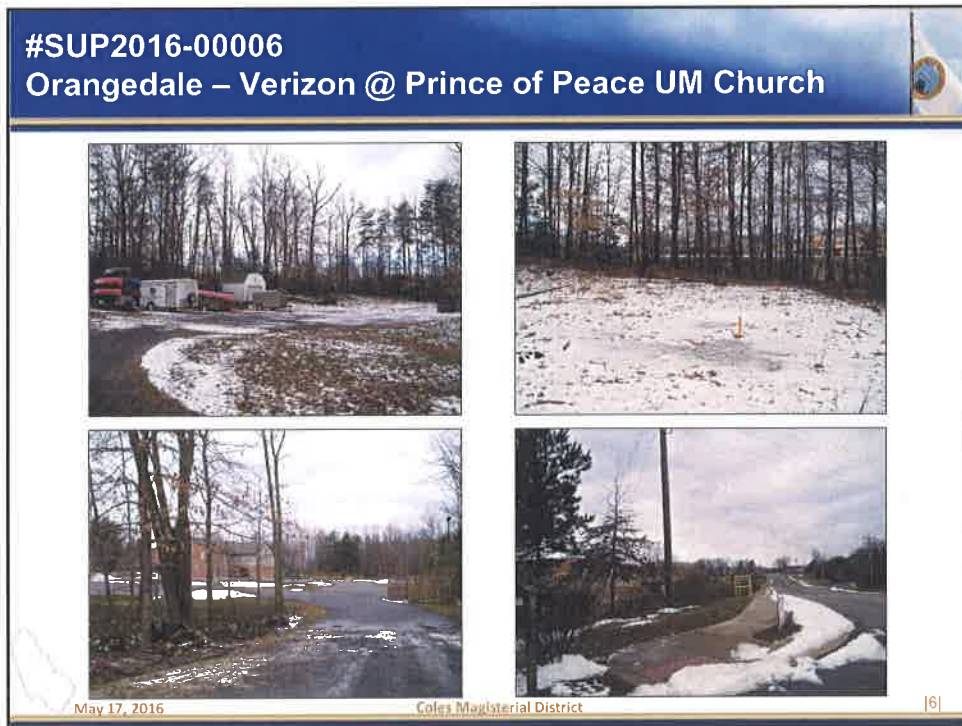 #SUP2016-00006
Orangedale – Verizon @ Prince of Peace UM Church
May 17, 2016
Coles Magisterial District
|6|